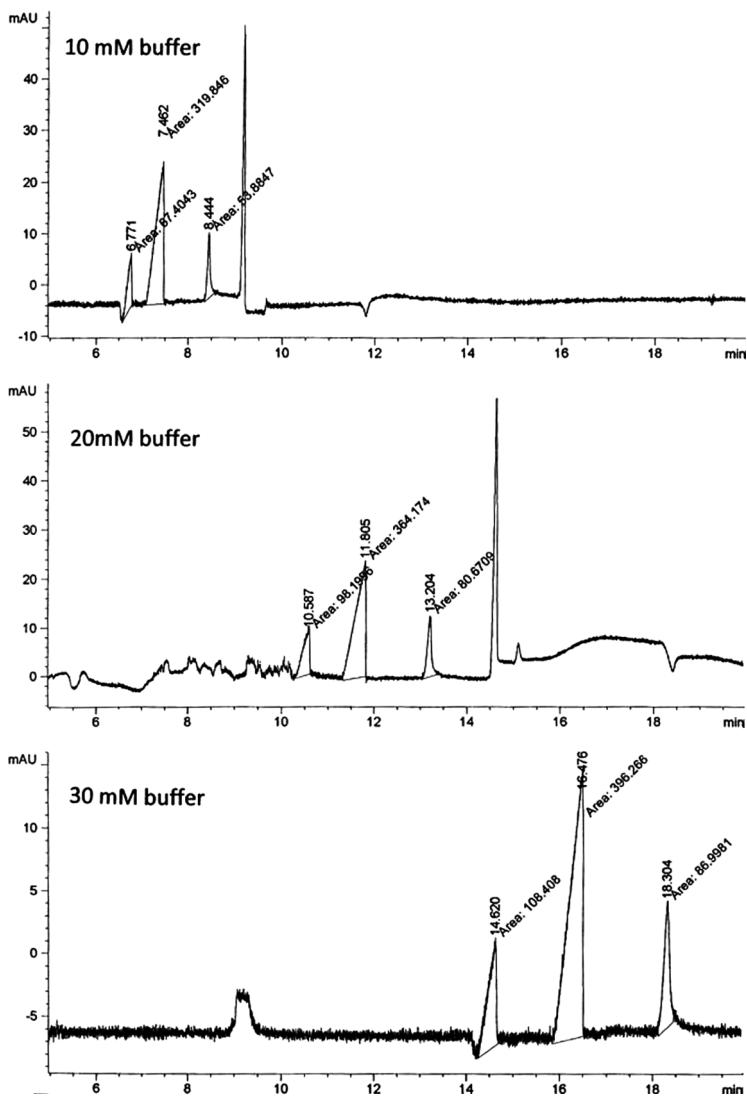 mAU
10 mM buffer
40
30
20
10
0
-10
6.771
Area: 67.4043
7.462
Area: 319.846
8.444
Area: 53.8847
6 8 10 12 14 16 18 min
mAU
20mM buffer
50
40
30
20
10
0
10.587
Area: 98.1996
11.805
Area: 364.174
13.204
Area: 80.6709
6 8 10 12 14 16 18 min
mAU
30 mM buffer
10
5
0
-5
14.620
Area: 108.408
16.476
Area: 396.266
18.304
Area: 86.9981
6 8 10 12 14 16 18 min